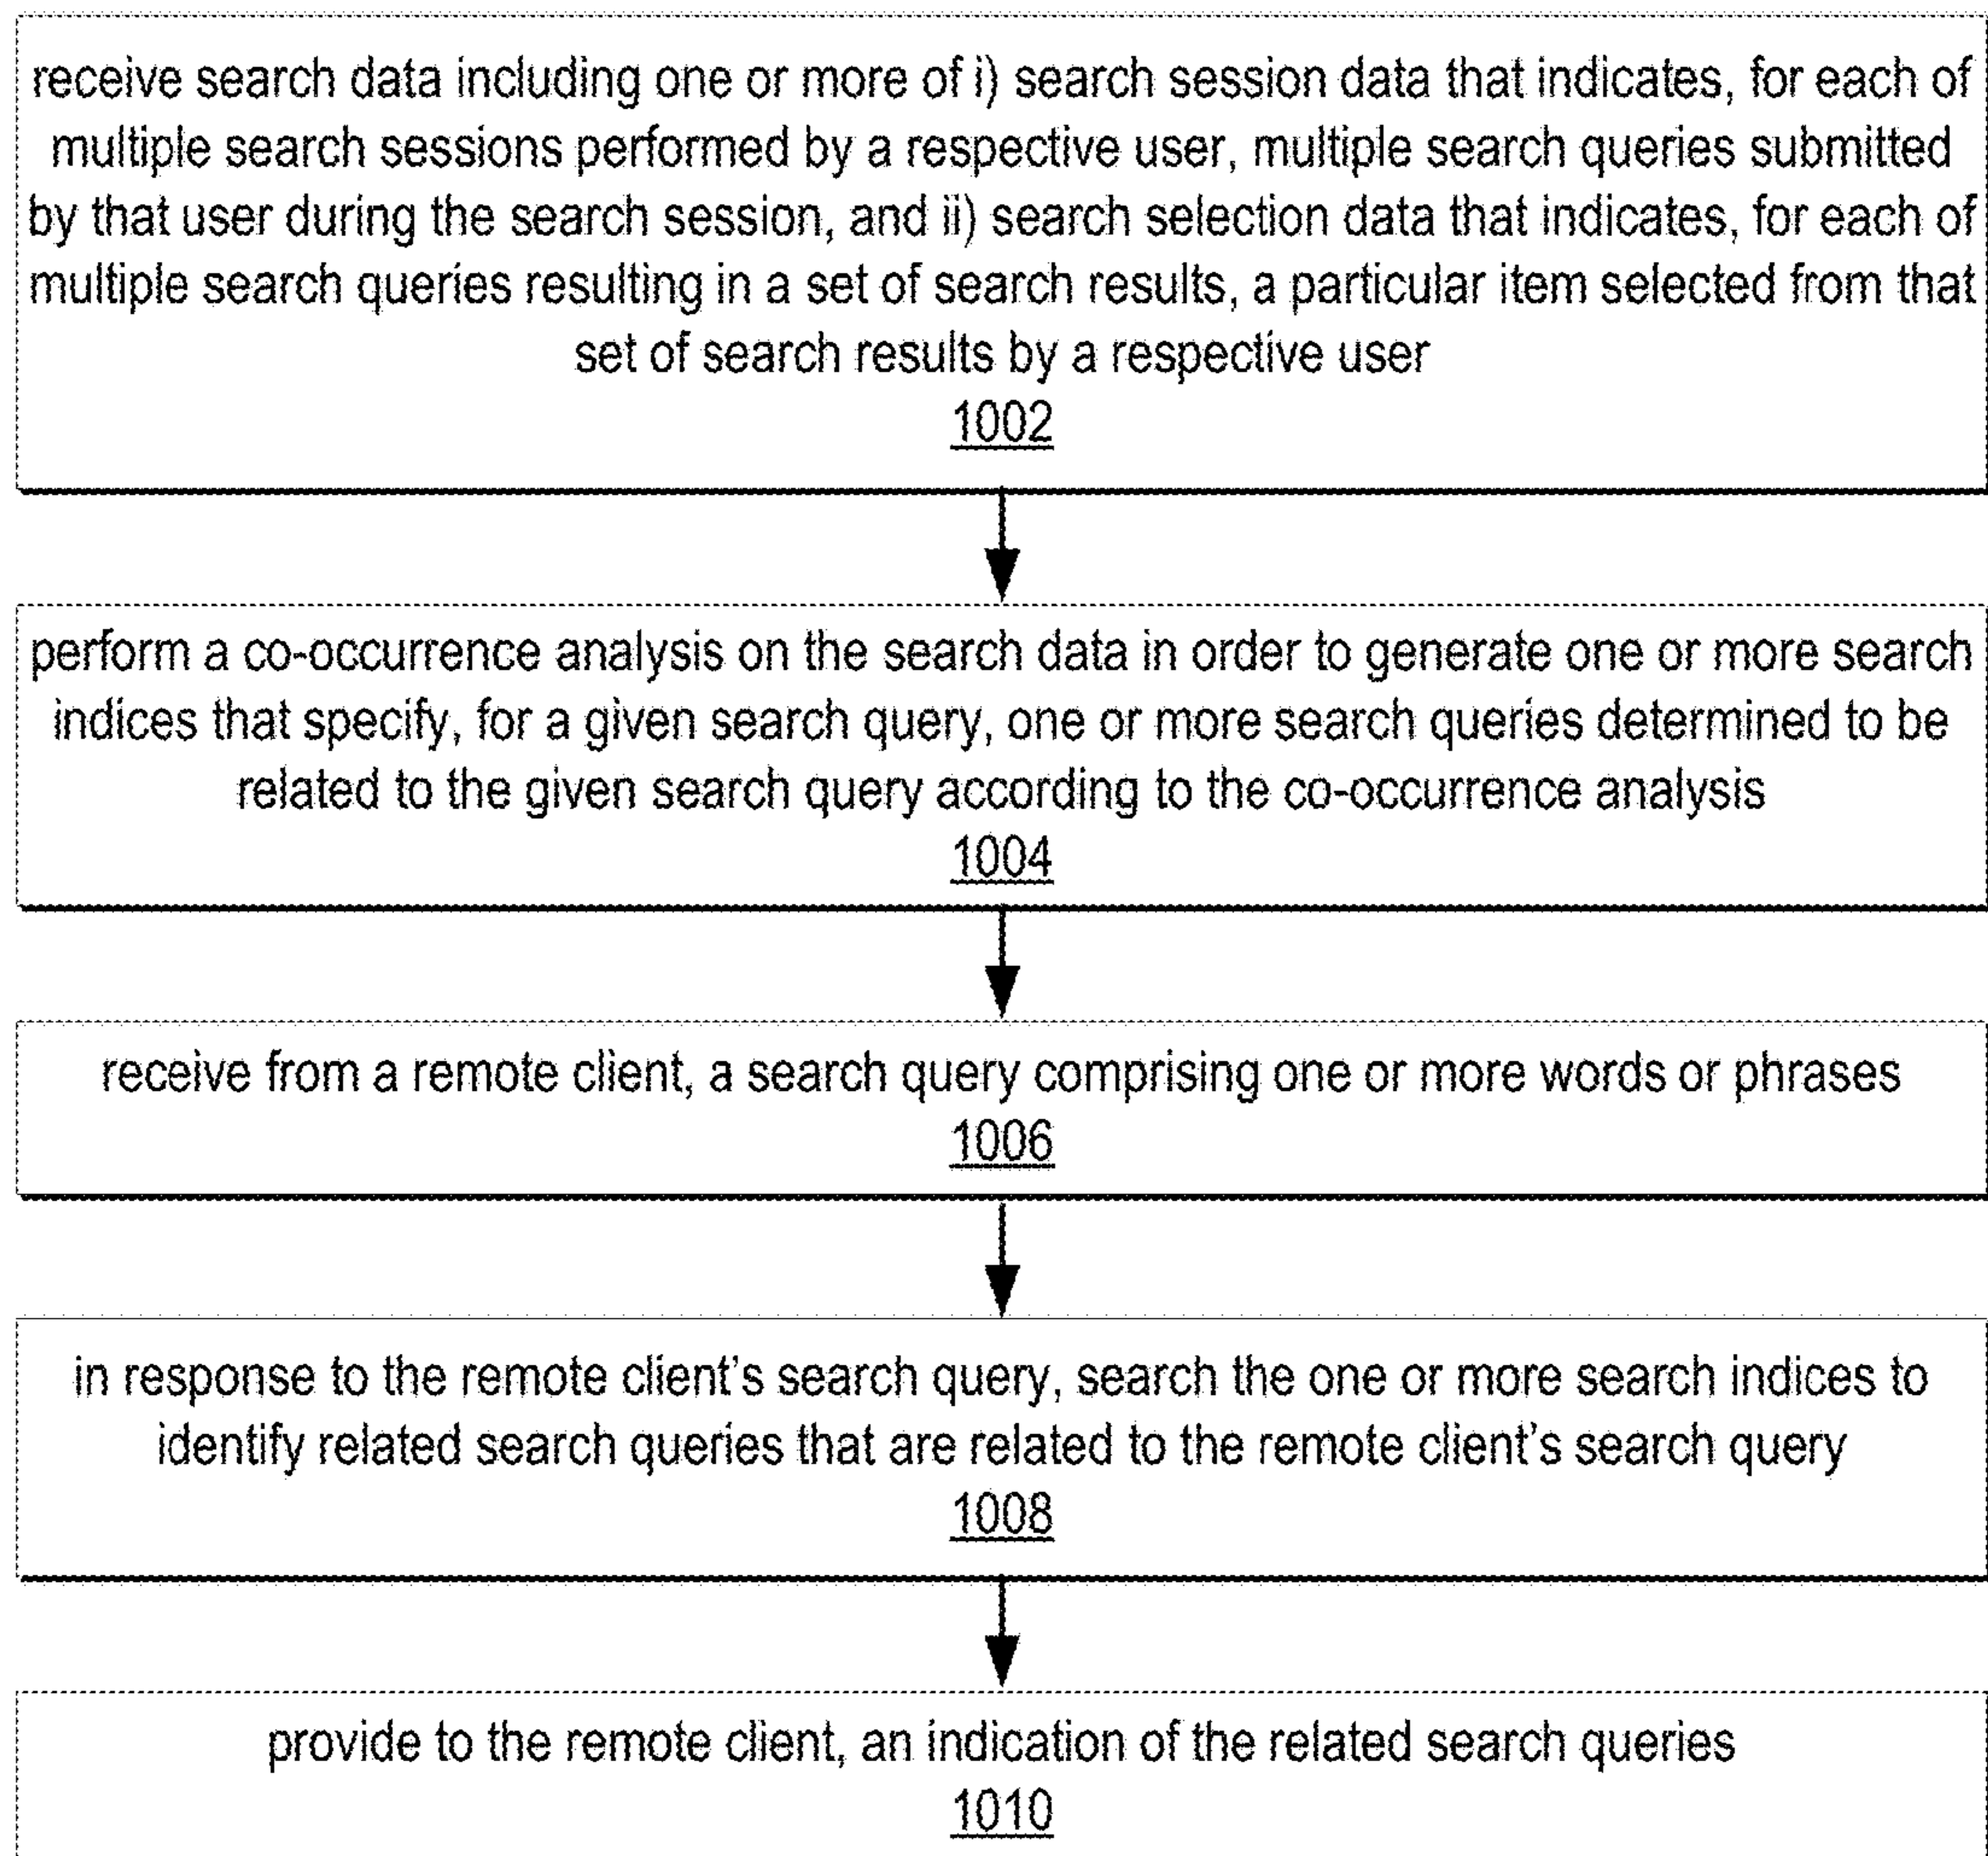 receive search data including one or more of i) search session data that indicates, for each of
multiple search sessions performed by a respective user, multiple search queries submitted
by that user during the search session, and ii) search selection data that indicates, for each of
multiple search queries resulting in a set of search results, a particular item selected from that
set of search results by a respective user
1002
perform a co-occurrence analysis on the search data in order to generate one or more search
indices that specify, for a given search query, one or more search queries determined to be
related to the given search query according to the co-occurrence analysis
1004
receive from a remote client, a search query comprising one or more words or phrases
1006
in response to the remote client's search query, search the one or more search indices to
identify related search queries that are related to the remote client's search query
1008
provide to the remote client, an indication of the related search queries
1010